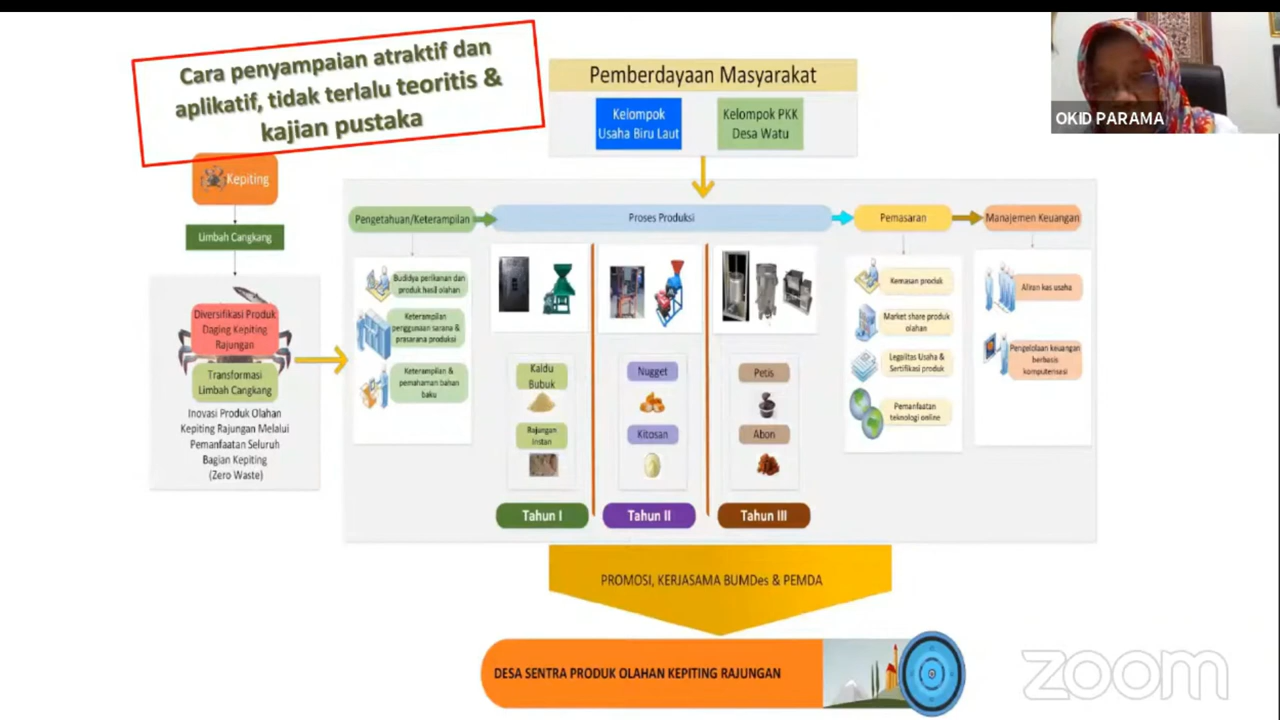 Cara penyampaian atraktif dan
aplikatif, tidak terlalu teoritis &
kajian pustaka
Pemberdayaan Masyarakat
Kelompok
Usaha Biru Laut
Kelompok PKK
Desa Watu
OKID PARAMA
Kepiting
Limbah Cangkang
Diversifikasi Produk
Daging Kepiting
Rajungan
Transformasi
Limbah Cangkang
Inovasi Produk Olahan
Kepiting Rajungan Melalui
Pemanfaatan Seluruh
Bagian Kepiting
(Zero Waste)
Pengetahuan/Keterampilan
Proses Produksi
Pemasaran
Manajemen Keuangan
Budidya perikanan dan
produk hasil olahan
Keterampilan
penggunaan sarana &
prasarana produksi
Keterampilan &
pemahaman bahan
baku
Kaldu
Bubuk
Rajungan
Instan
Tahun I
Nugget
Kitosan
Tahun II
Petis
Abon
Tahun III
Kemasan produk
Market share produk
olahan
Legalitas Usaha &
Sertifikasi produk
Pemanfaatan
teknologi online
Aliran kas usaha
Pengelolaan keuangan
berbasis
komputerisasi
PROMOSI, KERJASAMA BUMDes & PEMDA
DESA SENTRA PRODUK OLAHAN KEPITING RAJUNGAN
zoom